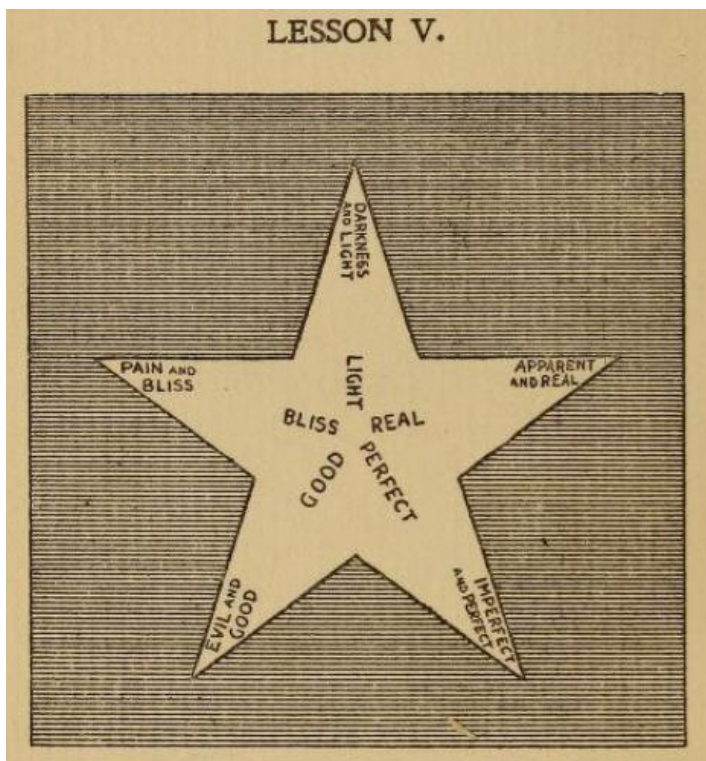 LESSON V.
DARKNESS
AND LIGHT
PAIN AND
BLISS
APPARENT
AND REAL
LIGHT
BLISS
REAL
GOOD
PERFECT
EVIL AND
GOOD
IMPERFECT
AND PERFECT